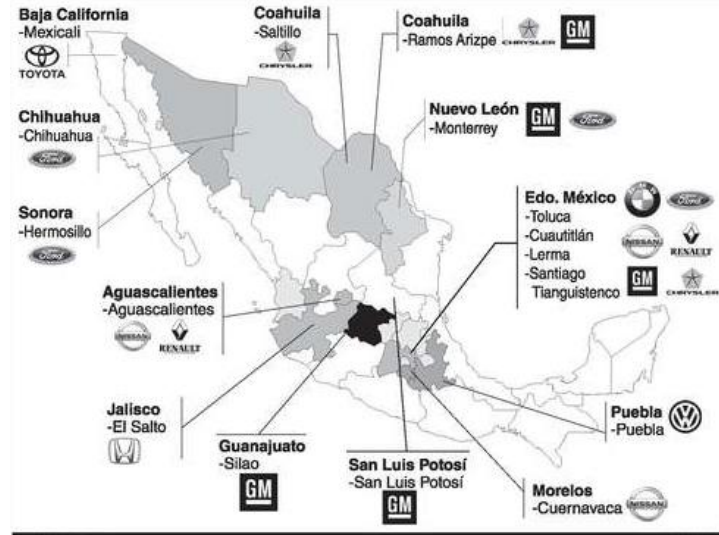 Baja California
-Mexicali
TOYOTA
Chihuahua
-Chihuahua
Ford
Sonora
-Hermosillo
Ford
Coahuila
-Saltillo
CHRYSLER
Coahuila
-Ramos Arizpe
CHRYSLER
GM
Nuevo León
-Monterrey
GM
Ford
Edo. México
-Toluca
-Cuautitlán
-Lerma
-Santiago
Tianguistenco
BMW
Ford
NISSAN
RENAULT
GM
CHRYSLER
Aguascalientes
-Aguascalientes
NISSAN
RENAULT
Jalisco
-El Salto
Guanajuato
-Silao
GM
San Luis Potosí
-San Luis Potosí
GM
Puebla
-Puebla
Morelos
-Cuernavaca
NISSAN